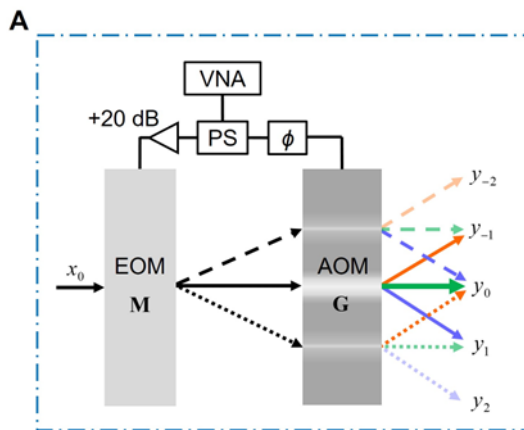 A
VNA
+20 dB
PS
ϕ
x₀
EOM
M
AOM
G
y₋₂
y₋₁
y₀
y₁
y₂